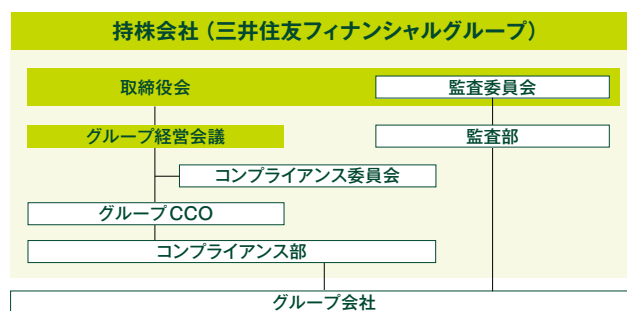 持株会社（三井住友フィナンシャルグループ）
取締役会
監査委員会
グループ経営会議
監査部
コンプライアンス委員会
グループCCO
コンプライアンス部
グループ会社